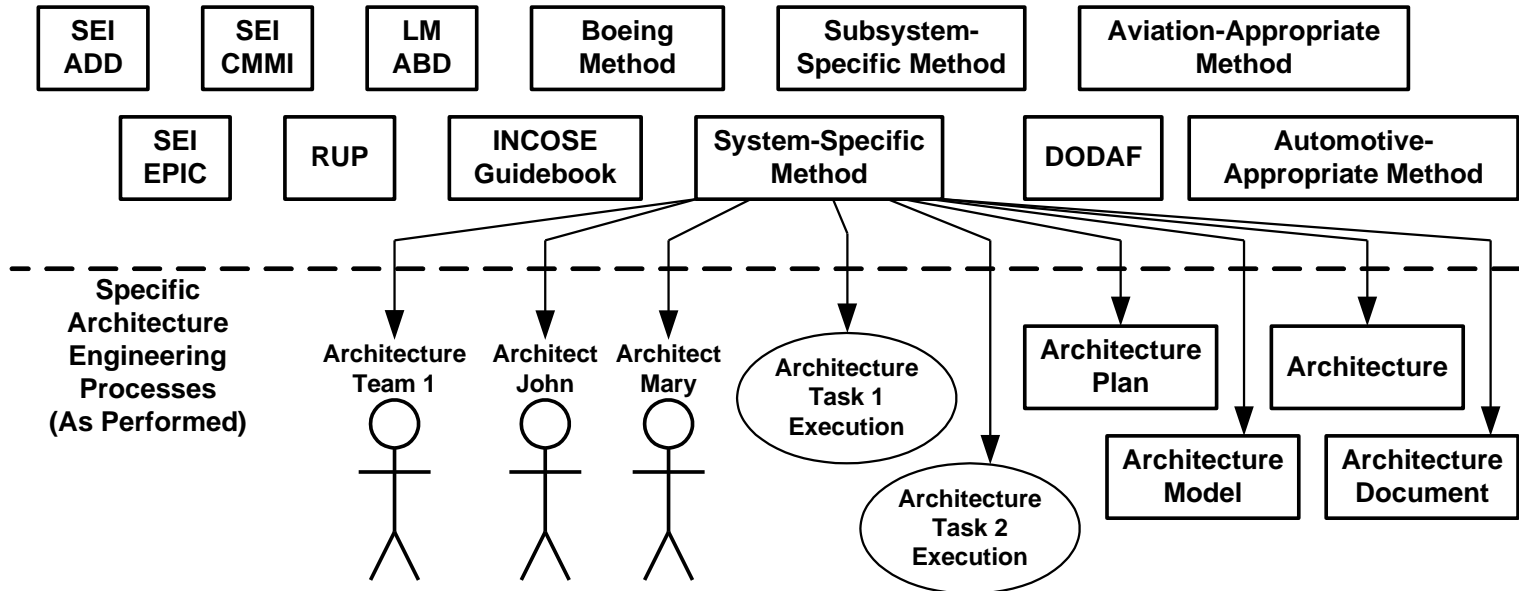 SEI
ADD
SEI
CMMI
LM
ABD
Boeing
Method
Subsystem-
Specific Method
Aviation-Appropriate
Method
SEI
EPIC
RUP
INCOSE
Guidebook
System-Specific
Method
DODAF
Automotive-
Appropriate Method
Specific
Architecture
Engineering
Processes
(As Performed)
Architecture
Team 1
Architect
John
Architect
Mary
Architecture
Task 1
Execution
Architecture
Task 2
Execution
Architecture
Plan
Architecture
Model
Architecture
Architecture
Document